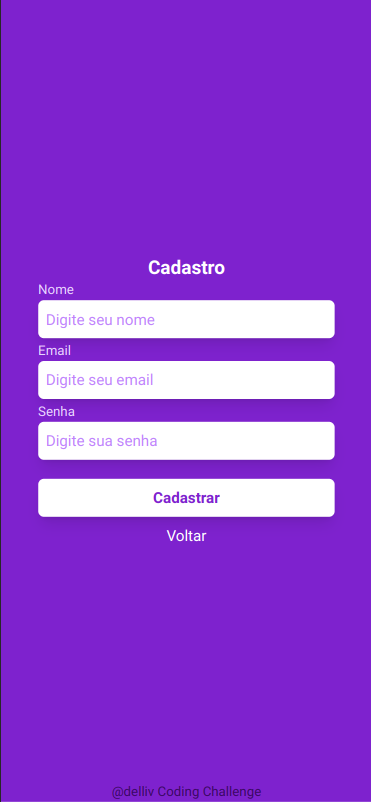 Cadastro
Nome
Digite seu nome
Email
Digite seu email
Senha
Digite sua senha
Cadastrar
Voltar
@delliv Coding Challenge